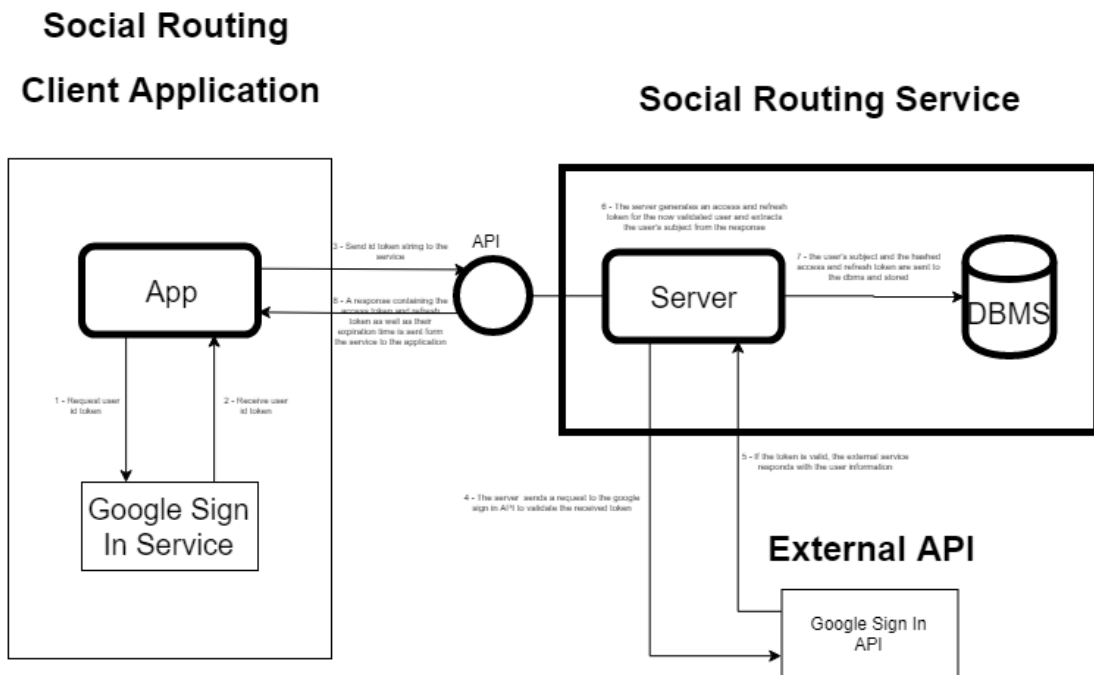 Social Routing
Client Application
Social Routing Service
6 - The server generates an access and refresh
token for the now validated user and extracts
the user's subject from the response
3 - Send id token string to the
service
API
7 - the user's subject and the hashed
access and refresh token are sent to
the dbms and stored
App
Server
DBMS
8 - A response containing the
access token and refresh
token as well as their
expiration time is sent form
the service to the application
1 - Request user
id token
2 - Receive user
id token
5 - If the token is valid, the external service
responds with the user information
4 - The server sends a request to the google
sign in API to validate the received token
Google Sign
In Service
External API
Google Sign In
API